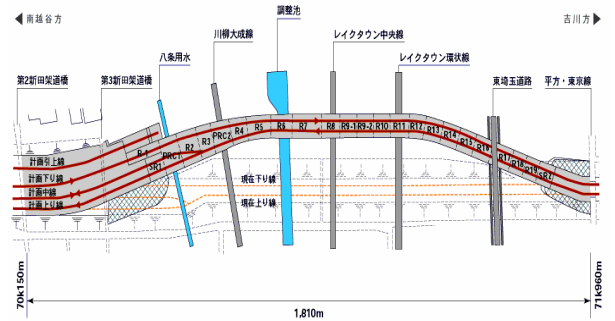 南越谷方
吉川方
調整池
川柳大成線
レイクタウン中央線
八条用水
レイクタウン環状線
第2新田架道橋
第3新田架道橋
東埼玉道路
平方・東京線
R-1
PRC1
SR1
R2
R3
PRC2
R4
R5
R6
R7
R8
R9-1
R9-2
R10
R11
R12
R13
R14
R15
R16
R17
R18
R19
SR2
計画引上線
計画下り線
計画中線
計画上り線
現在下り線
現在上り線
70k150m
71k960m
1,810m